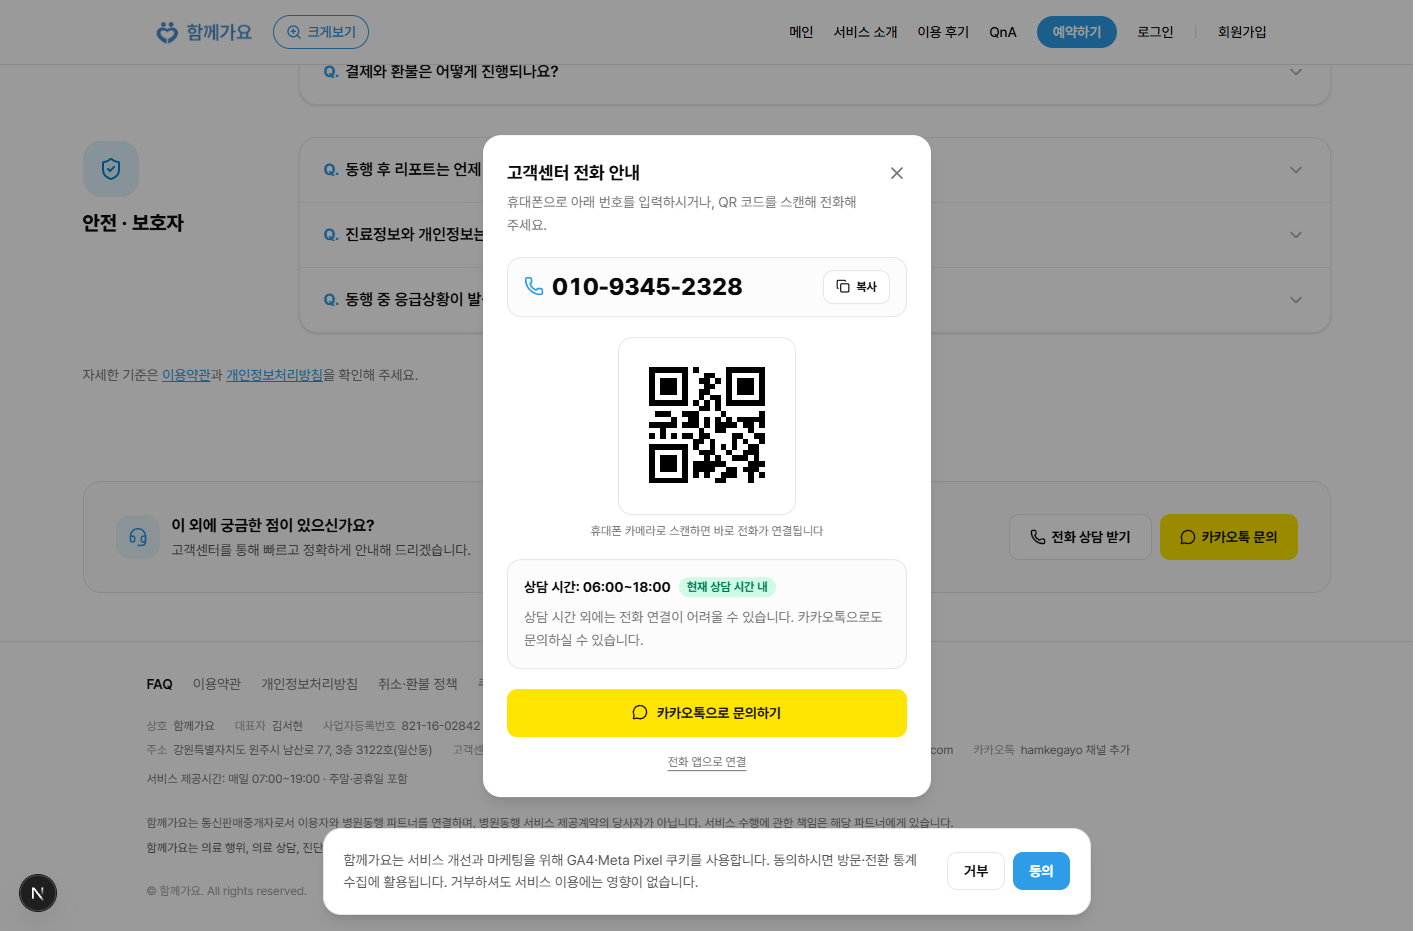 함께가요
크게보기
메인
서비스 소개
이용 후기
QnA
예약하기
로그인
회원가입
Q. 결제와 환불은 어떻게 진행되나요?
안전 · 보호자
Q. 동행 후 리포트는 언제
Q. 진료정보와 개인정보는
Q. 동행 중 응급상황이
자세한 기준은 이용약관과 개인정보처리방침을 확인해 주세요.
고객센터 전화 안내
휴대폰으로 아래 번호를 입력하시거나, QR 코드를 스캔해 전화해
주세요.
010-9345-2328
복사
휴대폰 카메라로 스캔하면 바로 전화가 연결됩니다
상담 시간: 06:00~18:00
현재 상담 시간 내
상담 시간 외에는 전화 연결이 어려울 수 있습니다. 카카오톡으로도
문의하실 수 있습니다.
카카오톡으로 문의하기
전화 앱으로 연결
이 외에 궁금한 점이 있으신가요?
고객센터를 통해 빠르고 정확하게 안내해 드리겠습니다.
전화 상담 받기
카카오톡 문의
FAQ 이용약관 개인정보처리방침 취소·환불 정책
상호 함께가요 대표자 김서현 사업자등록번호 821-16-02842
주소 강원특별자치도 원주시 남산로 77, 3층 3122호(일산동) 고객센 com 카카오톡 hamkegayo 채널 추가
서비스 제공시간: 매일 07:00~19:00 · 주말·공휴일 포함
함께가요는 통신판매중개자로서 이용자와 병원동행 파트너를 연결하며, 병원동행 서비스 제공계약의 당사자가 아닙니다. 서비스 수행에 관한 책임은 해당 파트너에게 있습니다.
함께가요는 의료 행위, 의료 상담, 진단
© 함께가요. All rights reserved.
함께가요는 서비스 개선과 마케팅을 위해 GA4·Meta Pixel 쿠키를 사용합니다. 동의하시면 방문·전환 통계
수집에 활용됩니다. 거부하셔도 서비스 이용에는 영향이 없습니다.
거부
동의
N